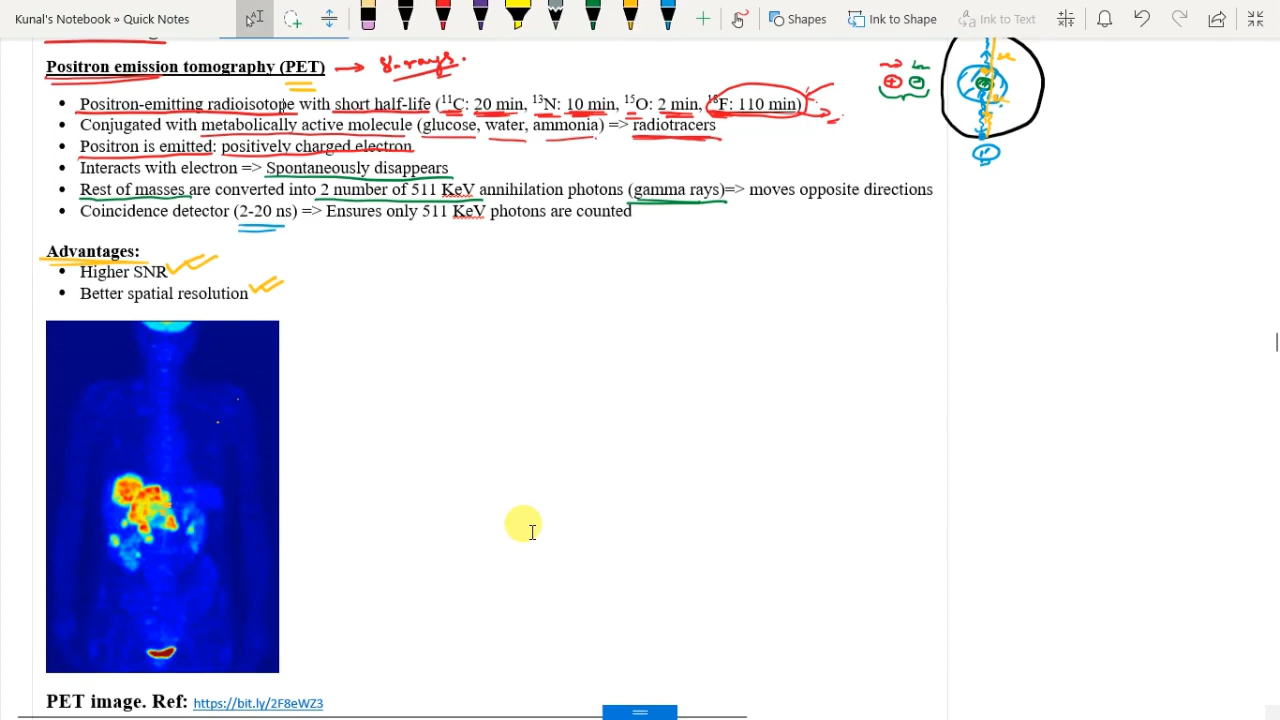 Kunal's Notebook » Quick Notes
Shapes
Ink to Shape
Ink to Text
Positron emission tomography (PET) → γ-rays.
• Positron-emitting radioisotope with short half-life (¹¹C: 20 min, ¹³N: 10 min, ¹⁵O: 2 min, ¹⁸F: 110 min)
• Conjugated with metabolically active molecule (glucose, water, ammonia) => radiotracers
• Positron is emitted: positively charged electron
• Interacts with electron => Spontaneously disappears
• Rest of masses are converted into 2 number of 511 KeV annihilation photons (gamma rays)=> moves opposite directions
• Coincidence detector (2-20 ns) => Ensures only 511 KeV photons are counted
Advantages:
• Higher SNR
• Better spatial resolution
PET image. Ref: https://bit.ly/2F8eWZ3